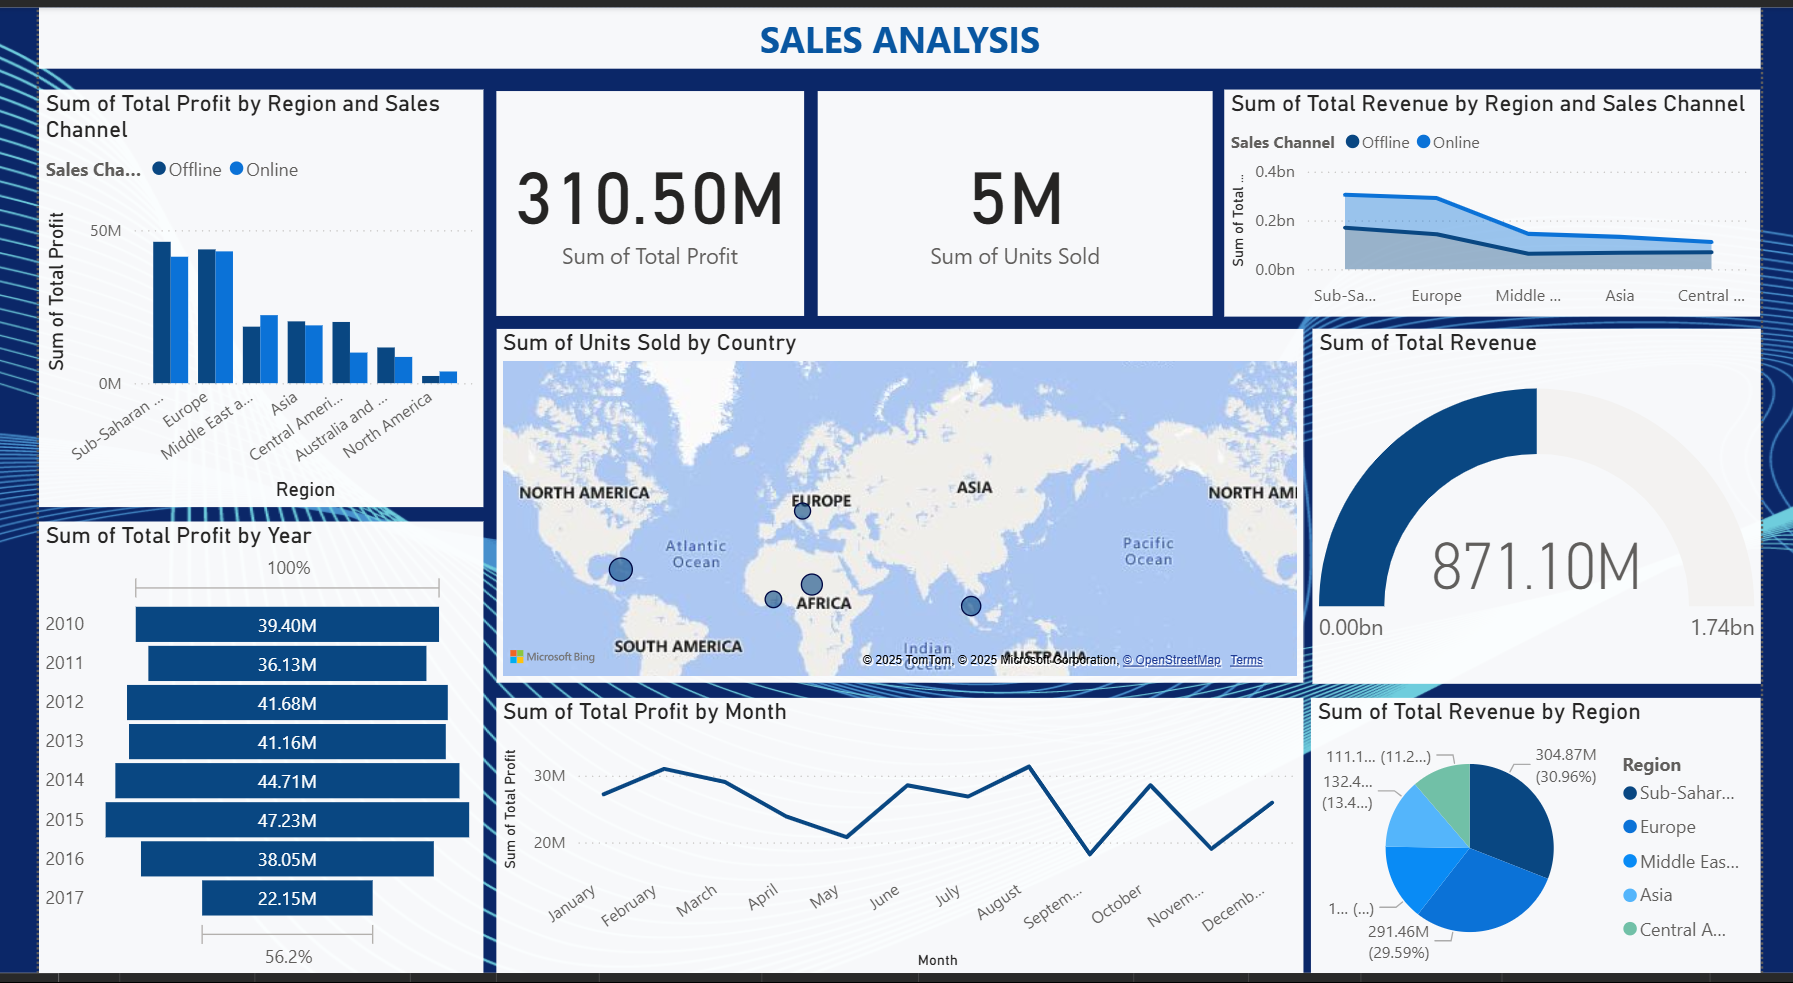 SALES ANALYSIS
Sum of Total Profit by Region and Sales
Channel
Sales Cha... Offline Online
Sum of Total Profit
50M
0M
Sub-Saharan ...
Europe
Middle East a...
Asia
Central Ameri...
Australia and ...
North America
Region
310.50M
Sum of Total Profit
5M
Sum of Units Sold
Sum of Total Revenue by Region and Sales Channel
Sales Channel Offline Online
Sum of Total ...
0.4bn
0.2bn
0.0bn
Sub-Sa... Europe Middle ... Asia Central ...
Sum of Units Sold by Country
NORTH AMERICA
EUROPE
ASIA
NORTH AM
Atlantic
Ocean
Pacific
Ocean
AFRICA
SOUTH AMERICA
Indian
Ocean
AUSTRALIA
Microsoft Bing
© 2025 TomTom, © 2025 Microsoft Corporation, © OpenStreetMap Terms
Sum of Total Revenue
871.10M
0.00bn 1.74bn
Sum of Total Profit by Year
100%
2010 39.40M
2011 36.13M
2012 41.68M
2013 41.16M
2014 44.71M
2015 47.23M
2016 38.05M
2017 22.15M
56.2%
Sum of Total Profit by Month
Sum of Total Profit
30M
20M
January
February
March
April
May
June
July
August
Septem...
October
Novem...
Decemb...
Month
Sum of Total Revenue by Region
111.1... (11.2...)
132.4...
(13.4...)
1... (...)
291.46M
(29.59%)
304.87M
(30.96%)
Region
Sub-Sahar...
Europe
Middle Eas...
Asia
Central A...